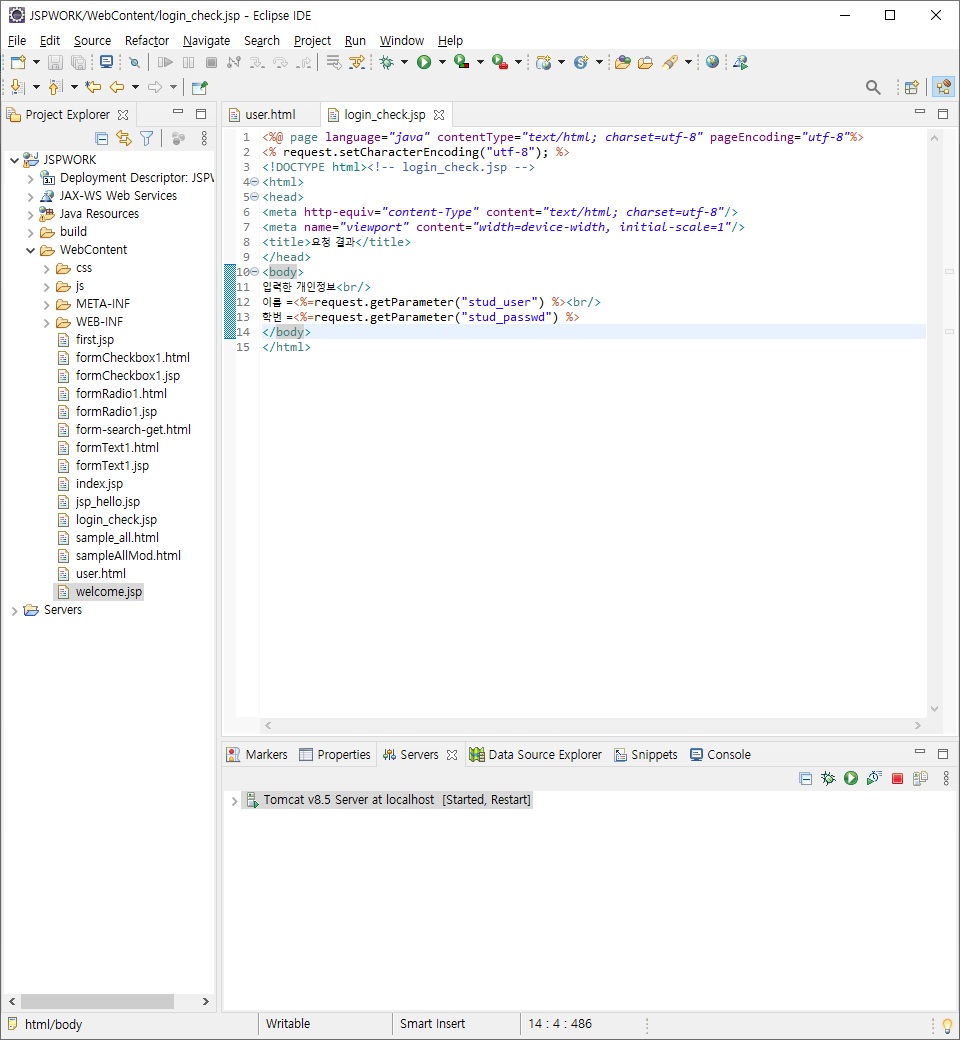 JSPWORK/WebContent/login_check.jsp - Eclipse IDE
File Edit Source Refactor Navigate Search Project Run Window Help
Project Explorer
JSPWORK
Deployment Descriptor: JSPW
JAX-WS Web Services
Java Resources
build
WebContent
css
js
META-INF
WEB-INF
first.jsp
formCheckbox1.html
formCheckbox1.jsp
formRadio1.html
formRadio1.jsp
form-search-get.html
formText1.html
formText1.jsp
index.jsp
jsp_hello.jsp
login_check.jsp
sample_all.html
sampleAllMod.html
user.html
welcome.jsp
Servers
user.html login_check.jsp
1 <%@ page language="java" contentType="text/html; charset=utf-8" pageEncoding="utf-8"%>
2 <% request.setCharacterEncoding("utf-8"); %>
3 <!DOCTYPE html><!-- login_check.jsp -->
4 <html>
5 <head>
6 <meta http-equiv="content-Type" content="text/html; charset=utf-8"/>
7 <meta name="viewport" content="width=device-width, initial-scale=1"/>
8 <title>요청 결과</title>
9 </head>
10 <body>
11 입력한 개인정보<br/>
12 이름 =<%=request.getParameter("stud_user") %><br/>
13 학번 =<%=request.getParameter("stud_passwd") %>
14 </body>
15 </html>
Markers Properties Servers Data Source Explorer Snippets Console
Tomcat v8.5 Server at localhost [Started, Restart]
html/body Writable Smart Insert 14 : 4 : 486